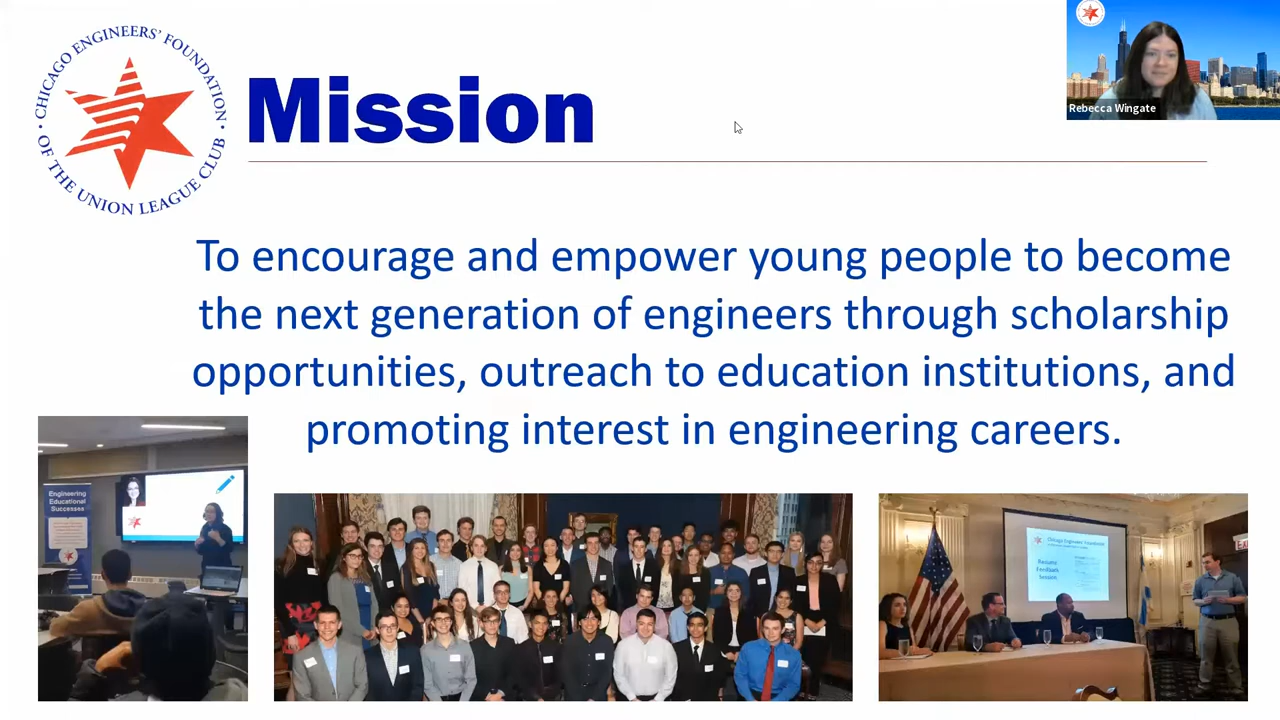 CHICAGO ENGINEERS' FOUNDATION
OF THE UNION LEAGUE CLUB
Mission
Rebecca Wingate
To encourage and empower young people to become
the next generation of engineers through scholarship
opportunities, outreach to education institutions, and
promoting interest in engineering careers.
Engineering
Educational
Successes
Chicago Engineers' Foundation
Resume
Feedback
Session